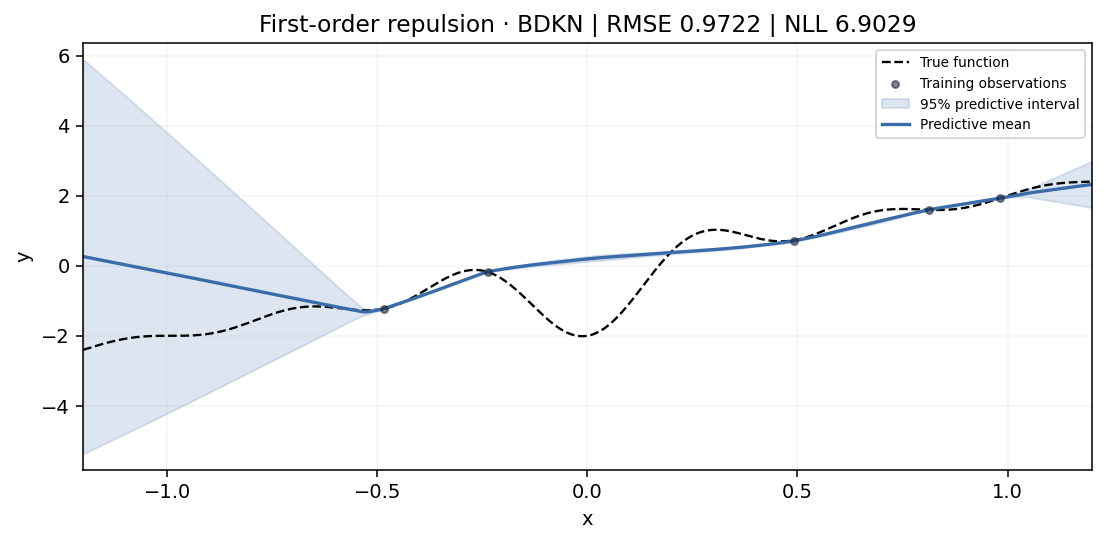 First-order repulsion · BDKN | RMSE 0.9722 | NLL 6.9029
True function
Training observations
95% predictive interval
Predictive mean
y
6
4
2
0
−2
−4
−1.0
−0.5
0.0
0.5
1.0
x